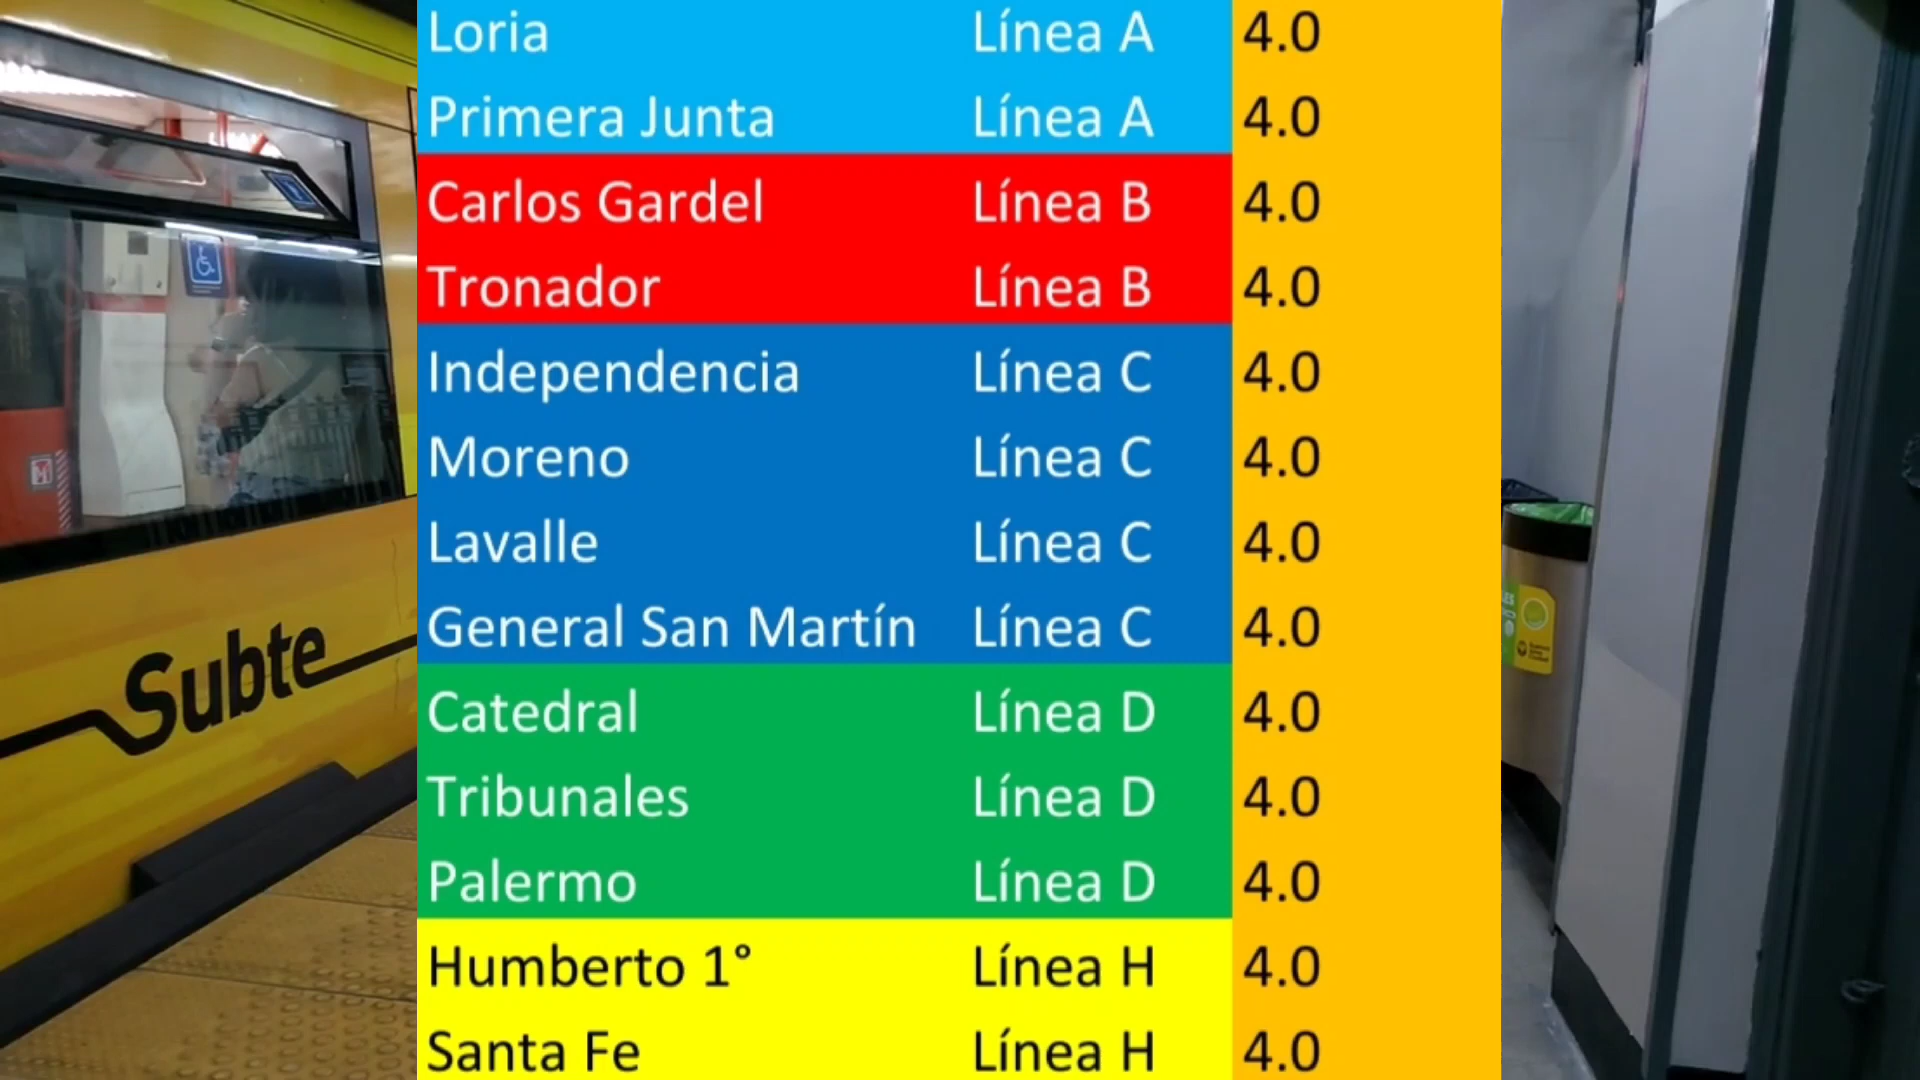 Loria Línea A 4.0
Primera Junta Línea A 4.0
Carlos Gardel Línea B 4.0
Tronador Línea B 4.0
Independencia Línea C 4.0
Moreno Línea C 4.0
Lavalle Línea C 4.0
General San Martín Línea C 4.0
Catedral Línea D 4.0
Tribunales Línea D 4.0
Palermo Línea D 4.0
Humberto 1° Línea H 4.0
Santa Fe Línea H 4.0
Subte